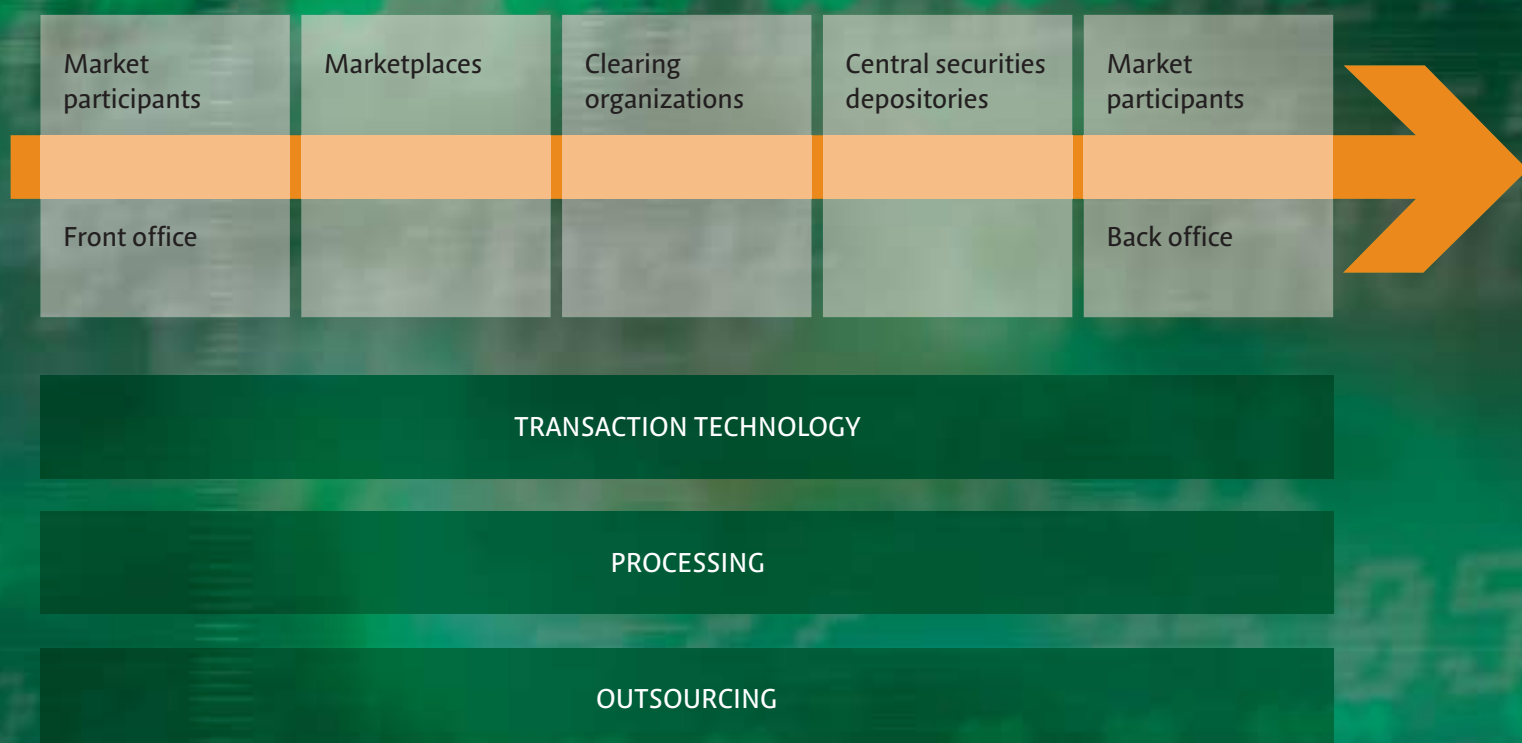 Market
participants
Marketplaces
Clearing
organizations
Central securities
depositories
Market
participants
Front office
Back office
TRANSACTION TECHNOLOGY
PROCESSING
OUTSOURCING